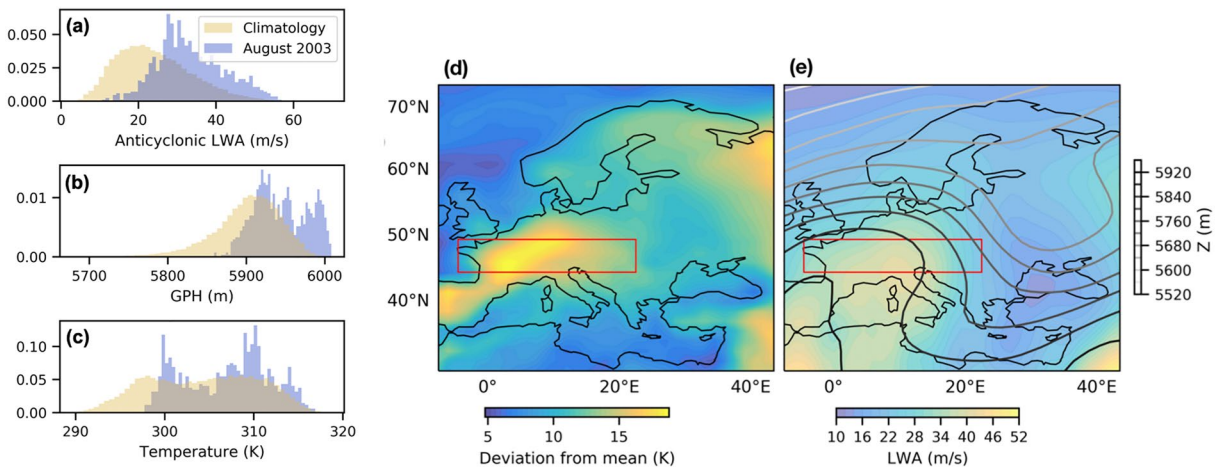 (a)
Climatology
August 2003
0.050
0.025
0.000
0
20
40
60
Anticyclonic LWA (m/s)
(b)
0.01
0.00
5700
5800
5900
6000
GPH (m)
(c)
0.10
0.05
0.00
290
300
310
320
Temperature (K)
(d)
70°N
60°N
50°N
40°N
0°
20°E
40°E
5
10
15
Deviation from mean (K)
(e)
0°
20°E
40°E
10 16 22 28 34 40 46 52
LWA (m/s)
5920
5840
5760
5680
5600
5520
Z (m)